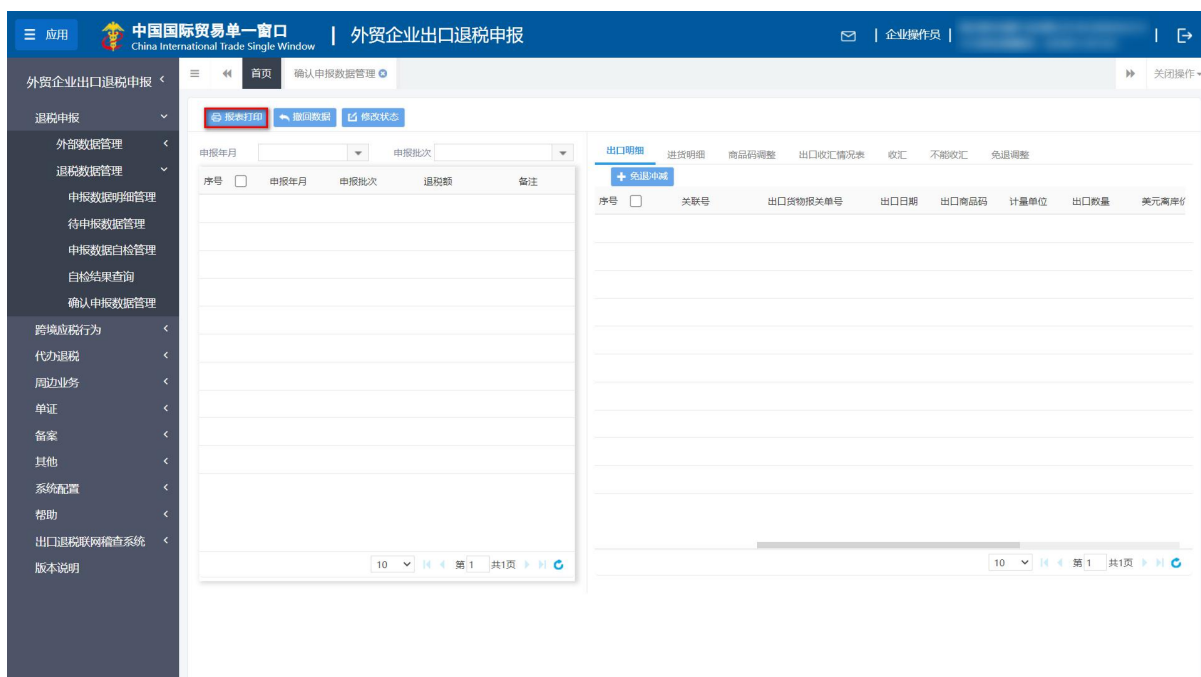 应用
中国国际贸易单一窗口
China International Trade Single Window
外贸企业出口退税申报
企业操作员
外贸企业出口退税申报
首页
确认申报数据管理
关闭操作
退税申报
外部数据管理
退税数据管理
申报数据明细管理
待申报数据管理
申报数据自检管理
自检结果查询
确认申报数据管理
跨境应税行为
代办退税
周边业务
单证
备案
其他
系统配置
帮助
出口退税联网稽查系统
版本说明
报表打印 撤回数据 修改状态
申报年月 申报批次
序号 申报年月 申报批次 退税额 备注
10 第 1 共1页
出口明细 进货明细 商品码调整 出口收汇情况表 收汇 不能收汇 免退调整
免退冲减
序号 关联号 出口货物报关单号 出口日期 出口商品码 计量单位 出口数量 美元离岸价
10 第 1 共1页